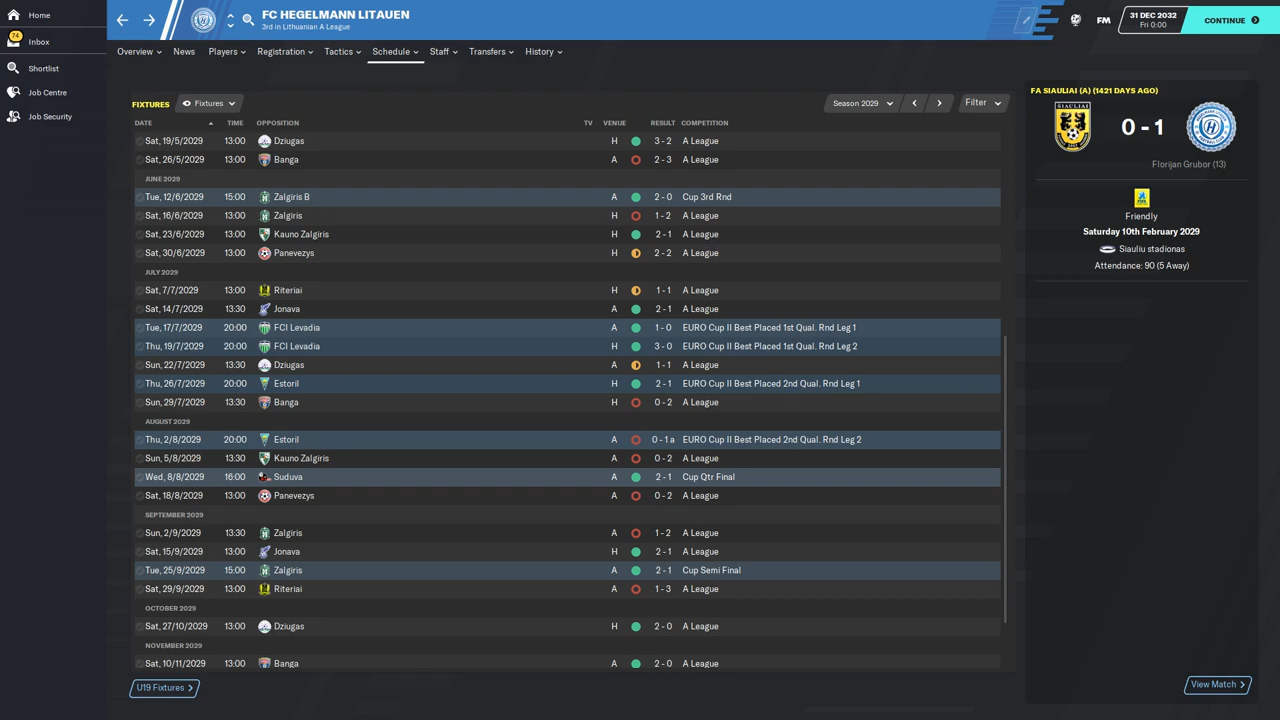 Home
74
Inbox
Shortlist
Job Centre
Job Security
FC HEGELMANN LITAUEN
3rd in Lithuanian A League
FM
31 DEC 2032
Fri 0:00
CONTINUE
Overview News Players Registration Tactics Schedule Staff Transfers History
FIXTURES Fixtures Season 2029 Filter
DATE TIME OPPOSITION TV VENUE RESULT COMPETITION
Sat, 19/5/2029 13:00 Dziugas H 3-2 A League
Sat, 26/5/2029 13:00 Banga A 2-3 A League
JUNE 2029
Tue, 12/6/2029 15:00 Zalgiris B A 2-0 Cup 3rd Rnd
Sat, 16/6/2029 13:00 Zalgiris H 1-2 A League
Sat, 23/6/2029 13:00 Kauno Zalgiris H 2-1 A League
Sat, 30/6/2029 13:00 Panevezys H 2-2 A League
JULY 2029
Sat, 7/7/2029 13:00 Riteriai H 1-1 A League
Sat, 14/7/2029 13:30 Jonava A 2-1 A League
Tue, 17/7/2029 20:00 FCI Levadia A 1-0 EURO Cup II Best Placed 1st Qual. Rnd Leg 1
Thu, 19/7/2029 20:00 FCI Levadia H 3-0 EURO Cup II Best Placed 1st Qual. Rnd Leg 2
Sun, 22/7/2029 13:30 Dziugas A 1-1 A League
Thu, 26/7/2029 20:00 Estoril H 2-1 EURO Cup II Best Placed 2nd Qual. Rnd Leg 1
Sun, 29/7/2029 13:30 Banga H 0-2 A League
AUGUST 2029
Thu, 2/8/2029 20:00 Estoril A 0-1 a EURO Cup II Best Placed 2nd Qual. Rnd Leg 2
Sun, 5/8/2029 13:30 Kauno Zalgiris A 0-2 A League
Wed, 8/8/2029 16:00 Suduva A 2-1 Cup Qtr Final
Sat, 18/8/2029 13:00 Panevezys A 0-2 A League
SEPTEMBER 2029
Sun, 2/9/2029 13:30 Zalgiris A 1-2 A League
Sat, 15/9/2029 13:00 Jonava H 2-1 A League
Tue, 25/9/2029 15:00 Zalgiris A 2-1 Cup Semi Final
Sat, 29/9/2029 13:00 Riteriai A 1-3 A League
OCTOBER 2029
Sat, 27/10/2029 13:00 Dziugas H 2-0 A League
NOVEMBER 2029
Sat, 10/11/2029 13:00 Banga A 2-0 A League
U19 Fixtures
FA SIAULIAI (A) (1421 DAYS AGO)
SIAULIAI
0 - 1
Florijan Grubor (13)
Friendly
Saturday 10th February 2029
Siauliu stadionas
Attendance: 90 (5 Away)
View Match